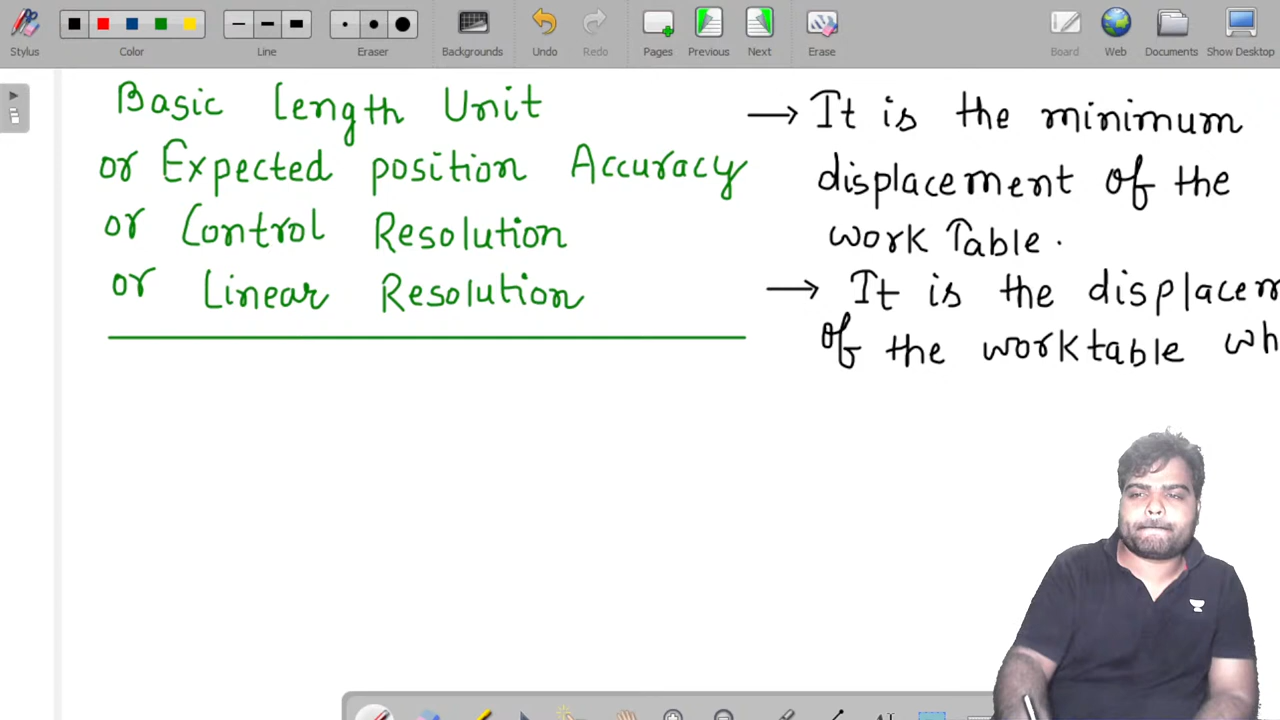 Stylus
Color
Line
Eraser
Backgrounds
Undo
Redo
Pages
Previous
Next
Erase
Board
Web
Documents
Show Desktop
Basic Length Unit
or Expected position Accuracy
or Control Resolution
or Linear Resolution
→ It is the minimum
displacement of the
work Table.
→ It is the displacem
of the worktable wh